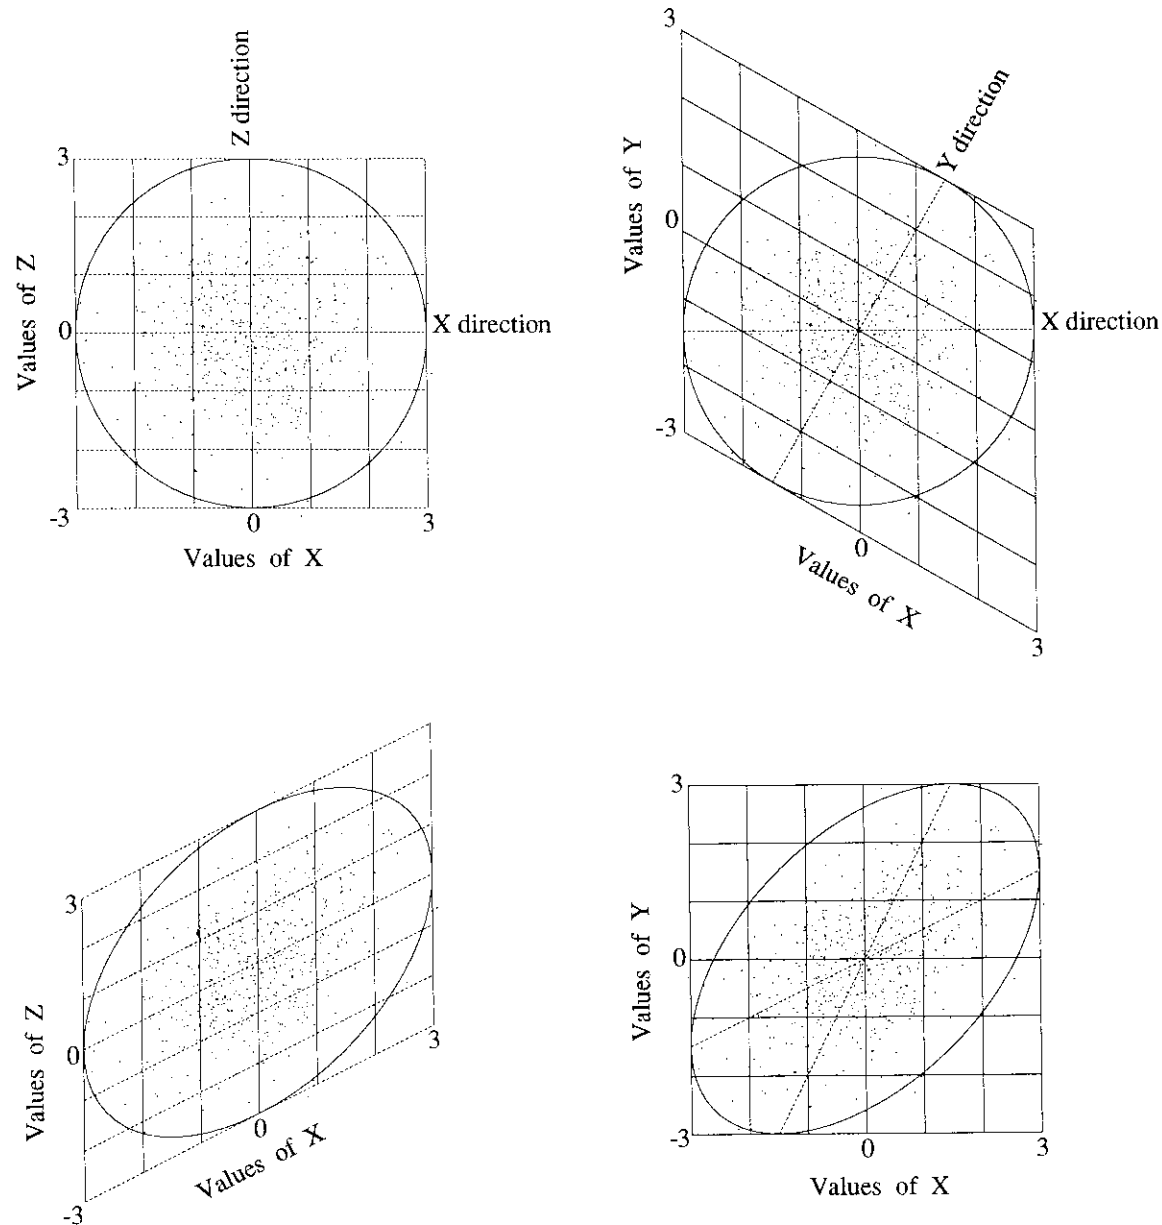 Z direction
3
Values of Z
0
X direction
-3
0
3
Values of X
3
Y direction
Values of Y
0
X direction
-3
0
Values of X
3
3
Values of Z
0
3
0
Values of X
-3
3
Values of Y
0
-3
0
3
Values of X